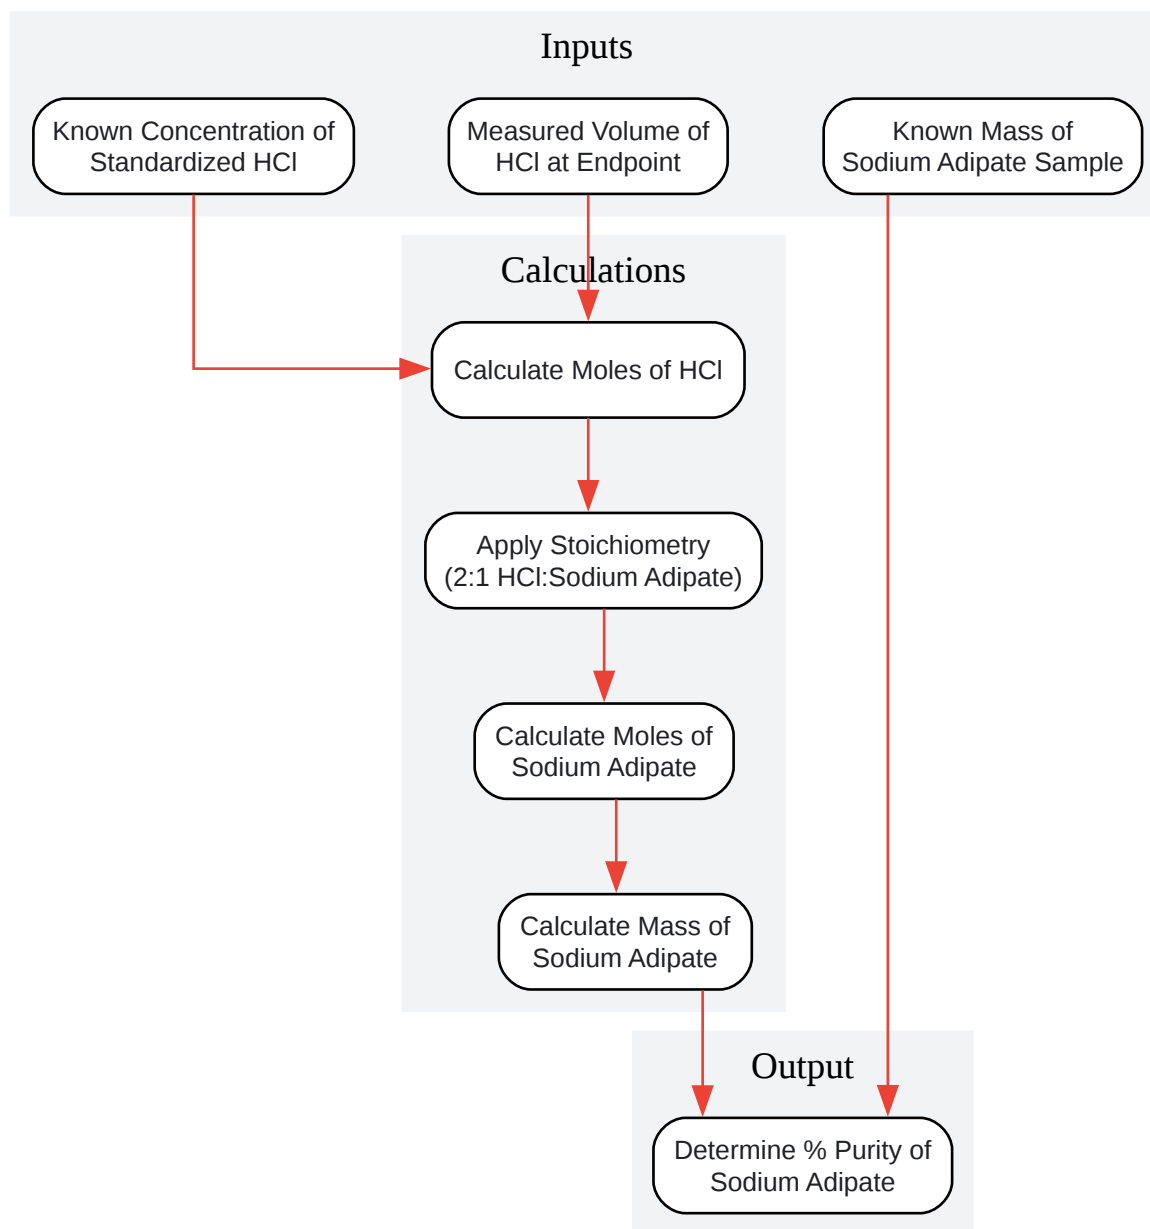 Inputs
Known Concentration of
Standardized HCl
Measured Volume of
HCl at Endpoint
Known Mass of
Sodium Adipate Sample
Calculations
Calculate Moles of HCl
Apply Stoichiometry
(2:1 HCl:Sodium Adipate)
Calculate Moles of
Sodium Adipate
Calculate Mass of
Sodium Adipate
Output
Determine % Purity of
Sodium Adipate